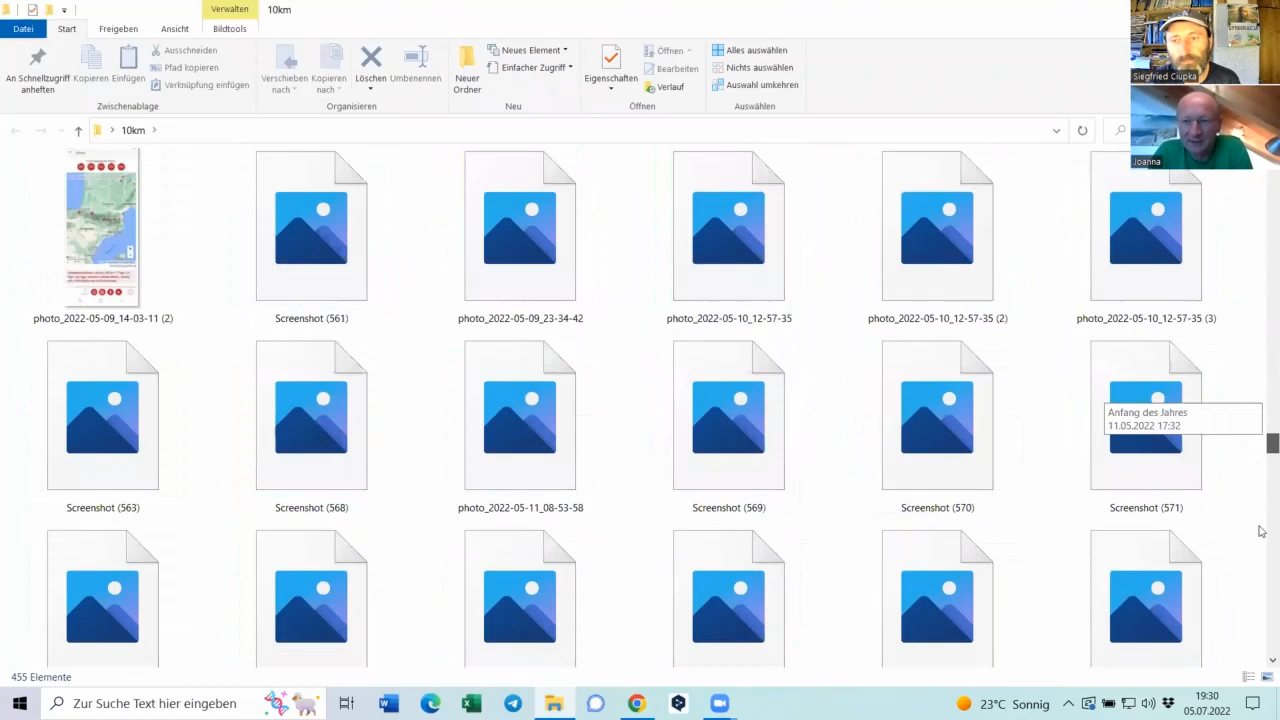 Verwalten
10km
Datei
Start
Freigeben
Ansicht
Bildtools
An Schnellzugriff
anheften
Kopieren
Einfügen
Ausschneiden
Pfad kopieren
Verknüpfung einfügen
Zwischenablage
Verschieben
nach
Kopieren
nach
Löschen
Umbenennen
Organisieren
Neuer
Ordner
Neues Element
Einfacher Zugriff
Neu
Eigenschaften
Öffnen
Bearbeiten
Verlauf
Öffnen
Alles auswählen
Nichts auswählen
Auswahl umkehren
Auswählen
Siegfried Ciupka
Joanna
10km
photo_2022-05-09_14-03-11 (2)
Screenshot (561)
photo_2022-05-09_23-34-42
photo_2022-05-10_12-57-35
photo_2022-05-10_12-57-35 (2)
photo_2022-05-10_12-57-35 (3)
Anfang des Jahres
11.05.2022 17:32
Screenshot (563)
Screenshot (568)
photo_2022-05-11_08-53-58
Screenshot (569)
Screenshot (570)
Screenshot (571)
455 Elemente
Zur Suche Text hier eingeben
23°C Sonnig
19:30
05.07.2022